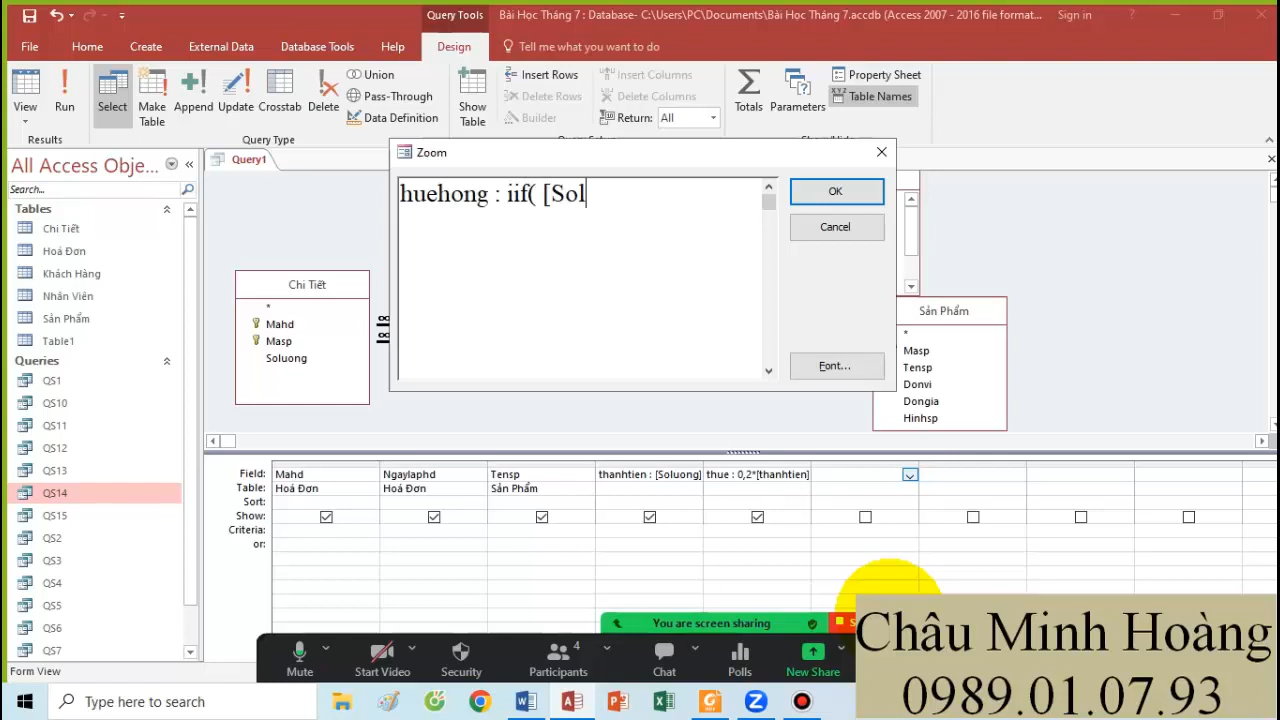 Query Tools
Bài Học Tháng 7 : Database- C:\Users\PC\Documents\Bài Học Tháng 7.accdb (Access 2007 - 2016 file format...
Sign in
File
Home
Create
External Data
Database Tools
Help
Design
Tell me what you want to do
View
Run
Select
Make Table
Append
Update
Crosstab
Delete
Union
Pass-Through
Data Definition
Show Table
Insert Rows
Delete Rows
Builder
Insert Columns
Delete Columns
Return: All
Totals
Parameters
Property Sheet
Table Names
Results
Query Type
All Access Obje...
Search...
Tables
Chi Tiết
Hoá Đơn
Khách Hàng
Nhân Viên
Sản Phẩm
Table1
Queries
QS1
QS10
QS11
QS12
QS13
QS14
QS15
QS2
QS3
QS4
QS5
QS6
QS7
Form View
Query1
Zoom
huehong : iif( [Sol
OK
Cancel
Font...
Chi Tiết
*
Mahd
Masp
Soluong
Sản Phẩm
*
Masp
Tensp
Donvi
Dongia
Hinhsp
Field: Mahd Ngaylaphd Tensp thanhtien : [Soluong] thue : 0,2*[thanhtien]
Table: Hoá Đơn Hoá Đơn Sản Phẩm
Sort:
Show:
Criteria:
or:
You are screen sharing
Mute
Start Video
Security
Participants 4
Chat
Polls
New Share
Châu Minh Hoàng
0989.01.07.93
Type here to search